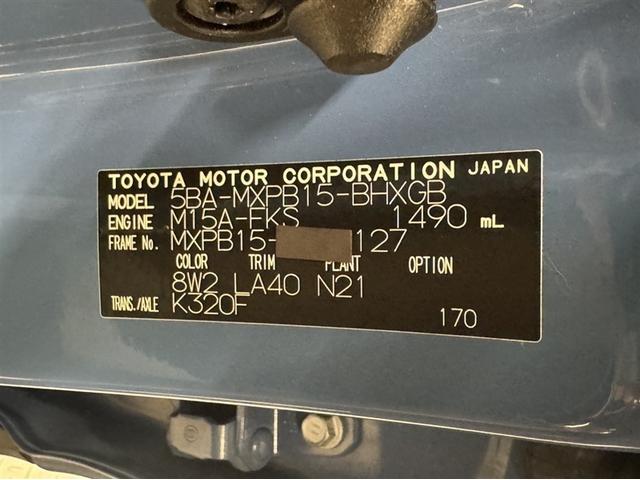 TOYOTA MOTOR CORPORATION JAPAN
MODEL 5BA-MXPB15-BHXGB
ENGINE M15A-FKS 1490 mL
FRAME No. MXPB15- 127
COLOR TRIM PLANT OPTION
8W2 LA40 N21
TRANS./AXLE K320F
170